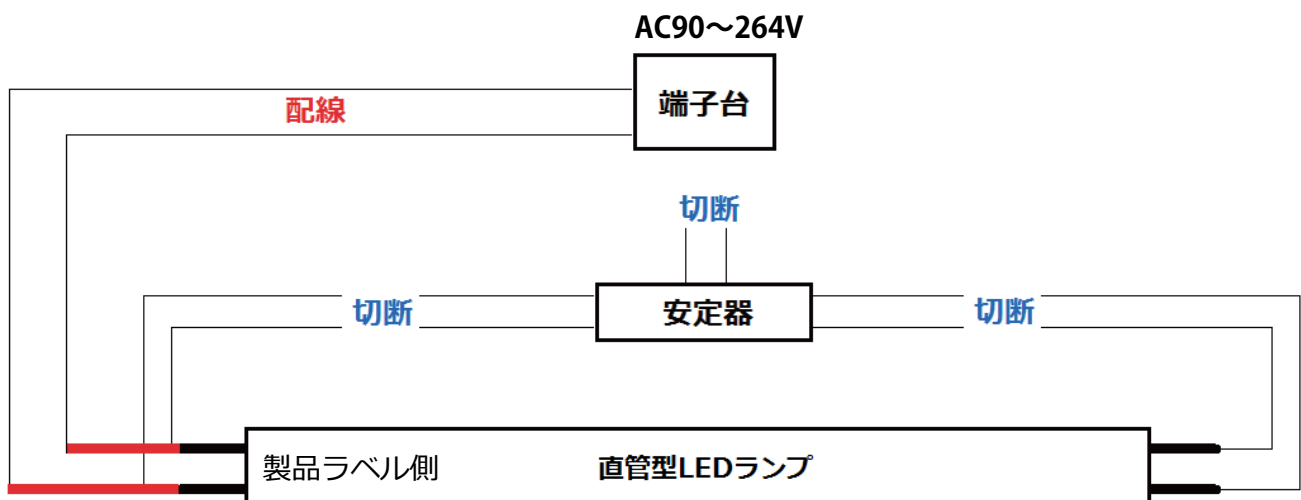 AC90～264V
端子台
配線
切断
切断
安定器
切断
製品ラベル側
直管型LEDランプ